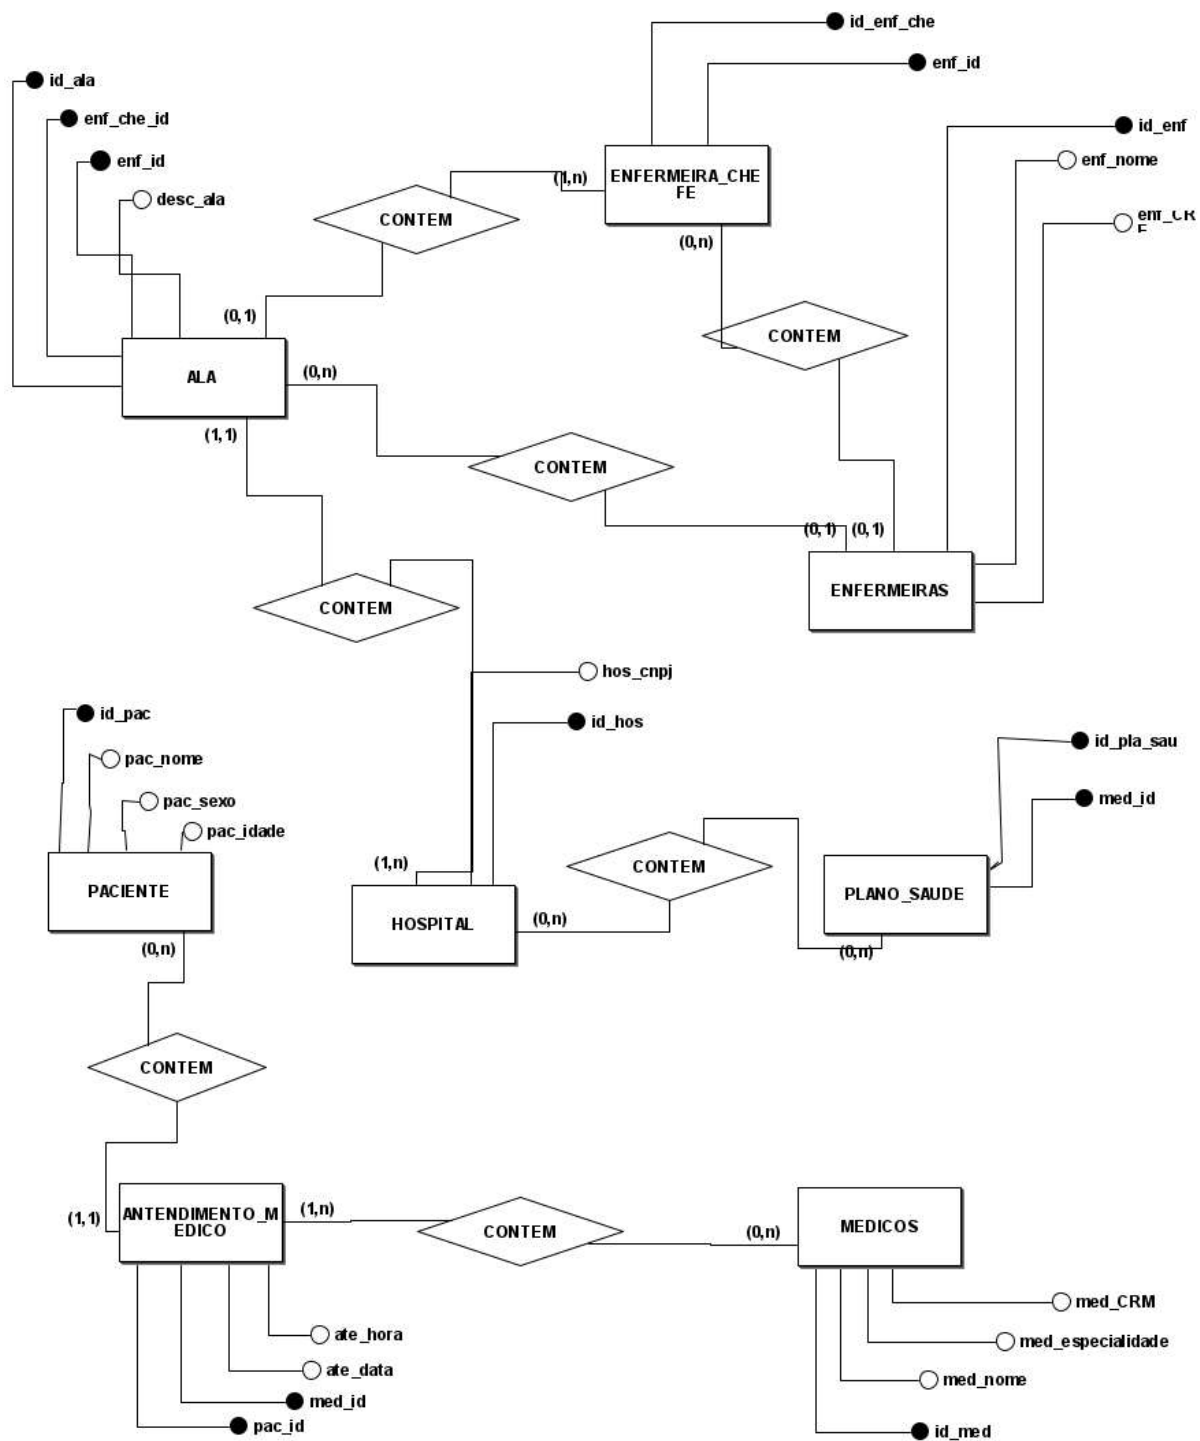 id_enf_che
enf_id
id_ala
enf_che_id
id_enf
enf_id
enf_nome
desc_ala
(1,n)
ENFERMEIRA_CHE
FE
CONTEM
enf_CR
(0,n)
(0,1)
CONTEM
ALA
(0,n)
(1,1)
CONTEM
(0,1)
(0,1)
ENFERMEIRAS
CONTEM
hos_cnpj
id_pac
id_hos
pac_nome
id_pla_sau
pac_sexo
med_id
pac_idade
(1,n)
CONTEM
PACIENTE
PLANO_SAUDE
HOSPITAL
(0,n)
(0,n)
(0,n)
CONTEM
(1,1)
ANTENDIMENTO_M
EDICO
(1,n)
CONTEM
(0,n)
MEDICOS
med_CRM
ate_hora
med_especialidade
ate_data
med_nome
med_id
pac_id
id_med